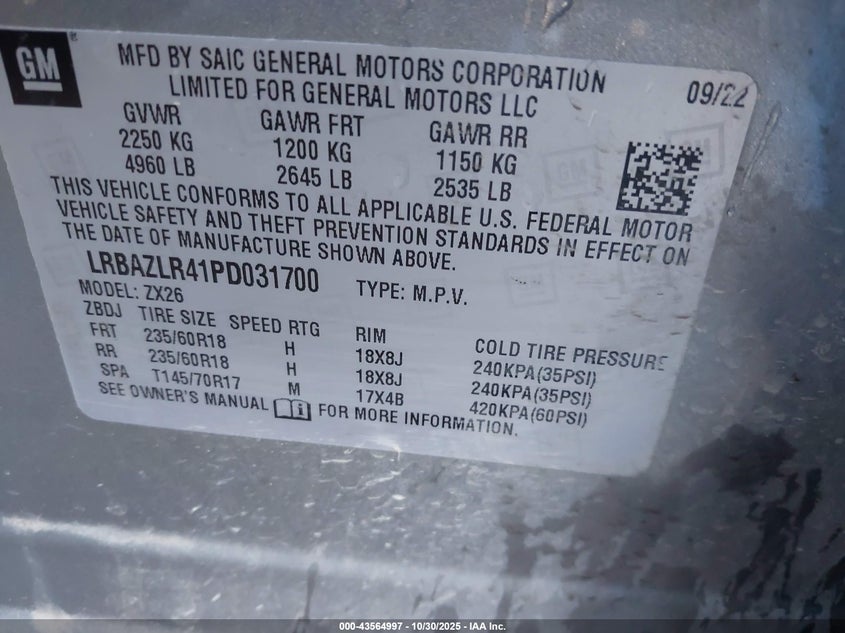 GM
MFD BY SAIC GENERAL MOTORS CORPORATION
LIMITED FOR GENERAL MOTORS LLC
09/22
GVWR GAWR FRT GAWR RR
2250 KG 1200 KG 1150 KG
4960 LB 2645 LB 2535 LB
THIS VEHICLE CONFORMS TO ALL APPLICABLE U.S. FEDERAL MOTOR
VEHICLE SAFETY AND THEFT PREVENTION STANDARDS IN EFFECT ON
THE DATE OF MANUFACTURE SHOWN ABOVE.
LRBAZLR41PD031700 TYPE: M.P.V.
MODEL: ZX26
ZBDJ TIRE SIZE SPEED RTG RIM COLD TIRE PRESSURE
FRT 235/60R18 H 18X8J 240KPA(35PSI)
RR 235/60R18 H 18X8J 240KPA(35PSI)
SPA T145/70R17 M 17X4B 420KPA(60PSI)
SEE OWNER'S MANUAL FOR MORE INFORMATION.
000-43564997 - 10/30/2025 - IAA Inc.